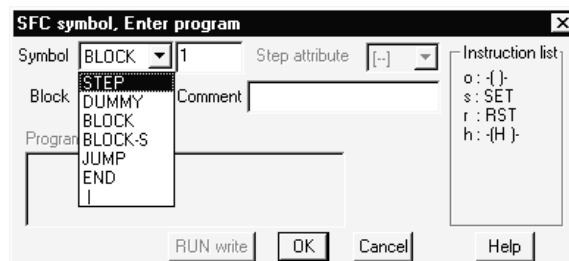 SFC symbol, Enter program
Symbol BLOCK 1 Step attribute [--] Instruction list
o : -( )-
STEP
Block Comment s : SET
DUMMY
r : RST
BLOCK
h : -(H )-
Program
BLOCK-S
JUMP
END
|
RUN write OK Cancel Help